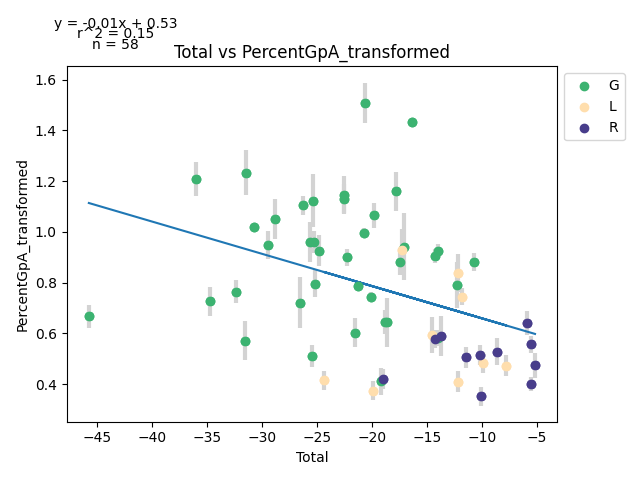 y = -0.01x + 0.53
r^2 = 0.15
n = 58
Total vs PercentGpA_transformed
G
L
R
PercentGpA_transformed
1.6
1.4
1.2
1.0
0.8
0.6
0.4
−45 −40 −35 −30 −25 −20 −15 −10 −5
Total